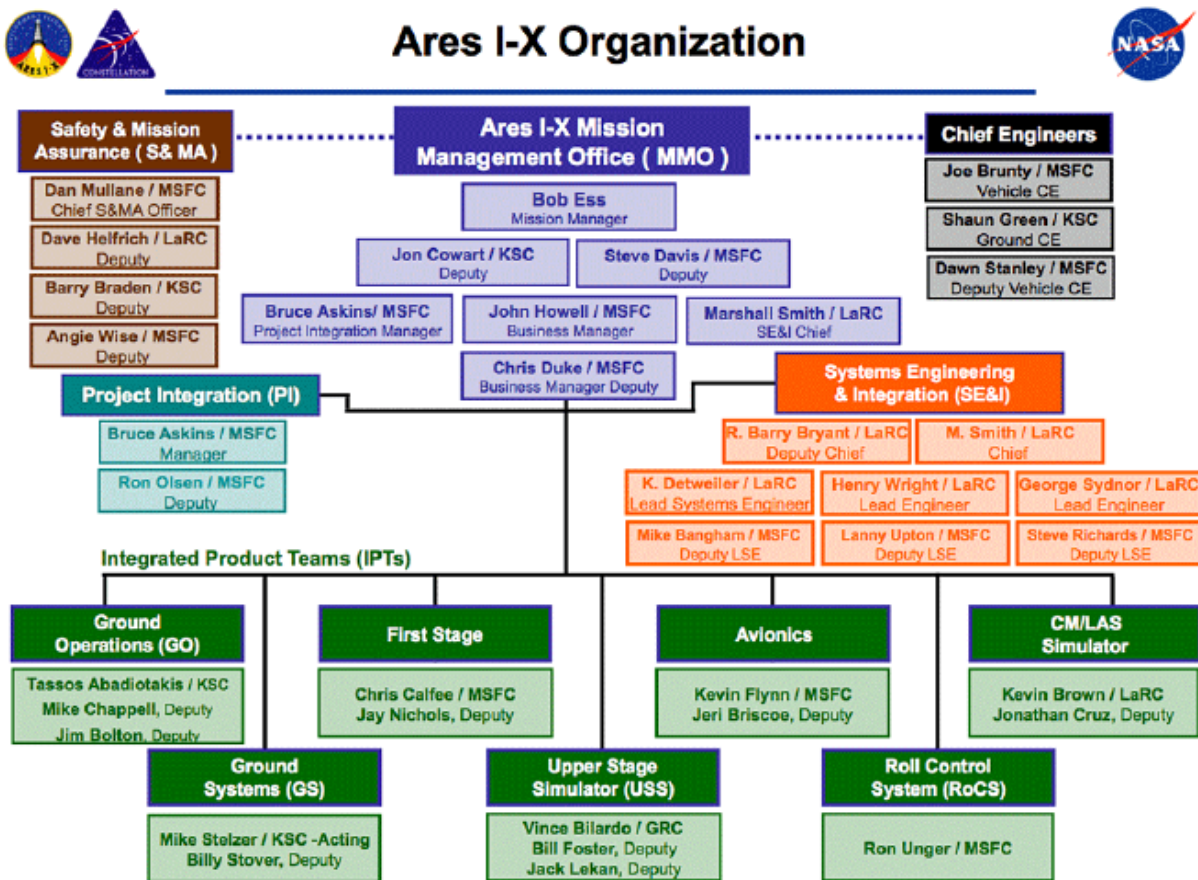 Ares I-X Organization
ARES I-X
CONSTELLATION
NASA
Safety & Mission
Assurance ( S& MA )
Dan Mullane / MSFC
Chief S&MA Officer
Dave Helfrich / LaRC
Deputy
Barry Braden / KSC
Deputy
Angie Wise / MSFC
Deputy
Ares I-X Mission
Management Office ( MMO )
Bob Ess
Mission Manager
Jon Cowart / KSC
Deputy
Steve Davis / MSFC
Deputy
Bruce Askins/ MSFC
Project Integration Manager
John Howell / MSFC
Business Manager
Marshall Smith / LaRC
SE&I Chief
Chris Duke / MSFC
Business Manager Deputy
Chief Engineers
Joe Brunty / MSFC
Vehicle CE
Shaun Green / KSC
Ground CE
Dawn Stanley / MSFC
Deputy Vehicle CE
Project Integration (PI)
Bruce Askins / MSFC
Manager
Ron Olsen / MSFC
Deputy
Systems Engineering
& Integration (SE&I)
R. Barry Bryant / LaRC
Deputy Chief
M. Smith / LaRC
Chief
K. Detweiler / LaRC
Lead Systems Engineer
Henry Wright / LaRC
Lead Engineer
George Sydnor / LaRC
Lead Engineer
Mike Bangham / MSFC
Deputy LSE
Lanny Upton / MSFC
Deputy LSE
Steve Richards / MSFC
Deputy LSE
Integrated Product Teams (IPTs)
Ground
Operations (GO)
Tassos Abadiotakis / KSC
Mike Chappell, Deputy
Jim Bolton, Deputy
First Stage
Chris Calfee / MSFC
Jay Nichols, Deputy
Avionics
Kevin Flynn / MSFC
Jeri Briscoe, Deputy
CM/LAS
Simulator
Kevin Brown / LaRC
Jonathan Cruz, Deputy
Ground
Systems (GS)
Mike Stelzer / KSC -Acting
Billy Stover, Deputy
Upper Stage
Simulator (USS)
Vince Bilardo / GRC
Bill Foster, Deputy
Jack Lekan, Deputy
Roll Control
System (RoCS)
Ron Unger / MSFC